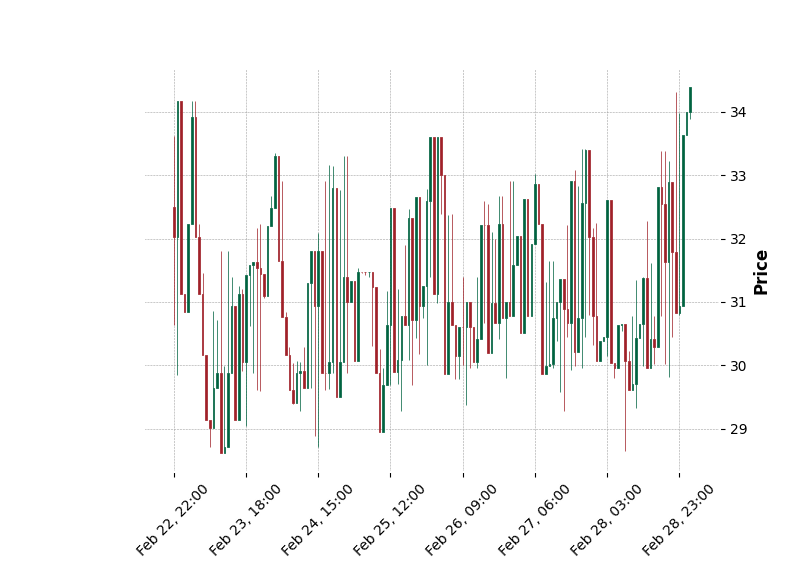 34
33
32
31
30
29
Price
Feb 22, 22:00
Feb 23, 18:00
Feb 24, 15:00
Feb 25, 12:00
Feb 26, 09:00
Feb 27, 06:00
Feb 28, 03:00
Feb 28, 23:00